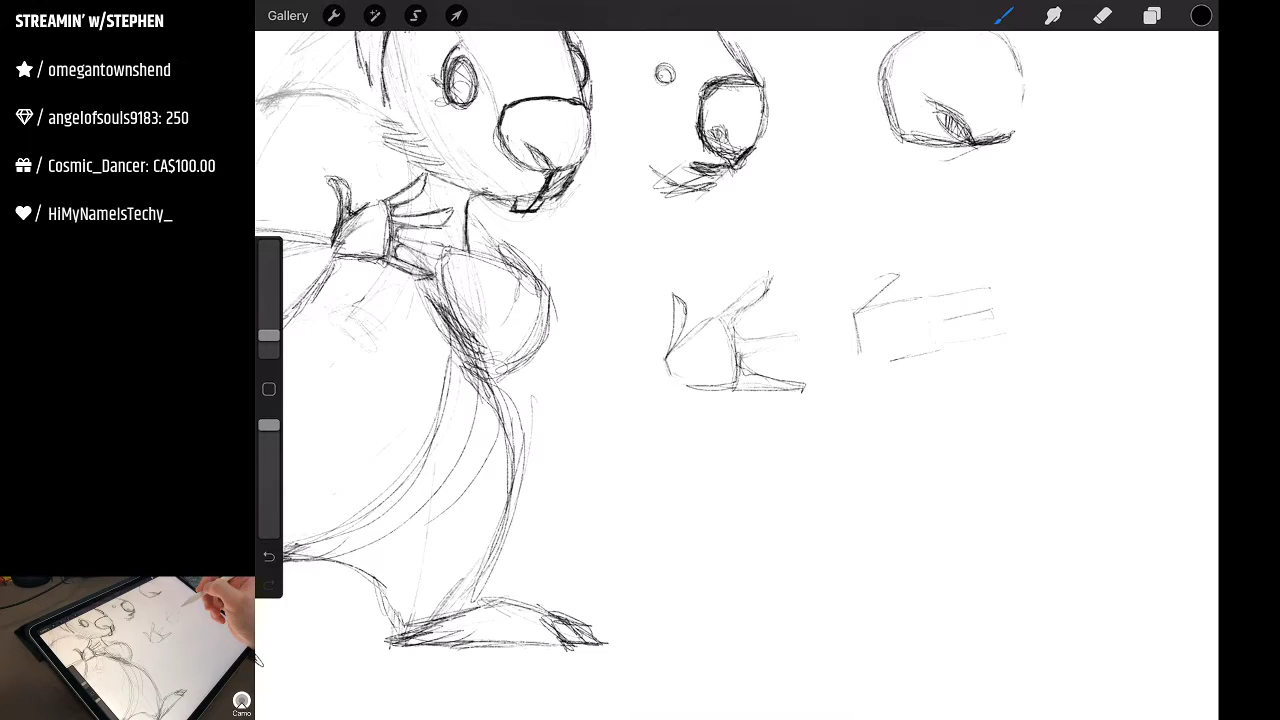 STREAMIN' w/STEPHEN
Gallery
/ omegantownshend
/ angelofsouls9183: 250
/ Cosmic_Dancer: CA$100.00
/ HiMyNameIsTechy_
Camo